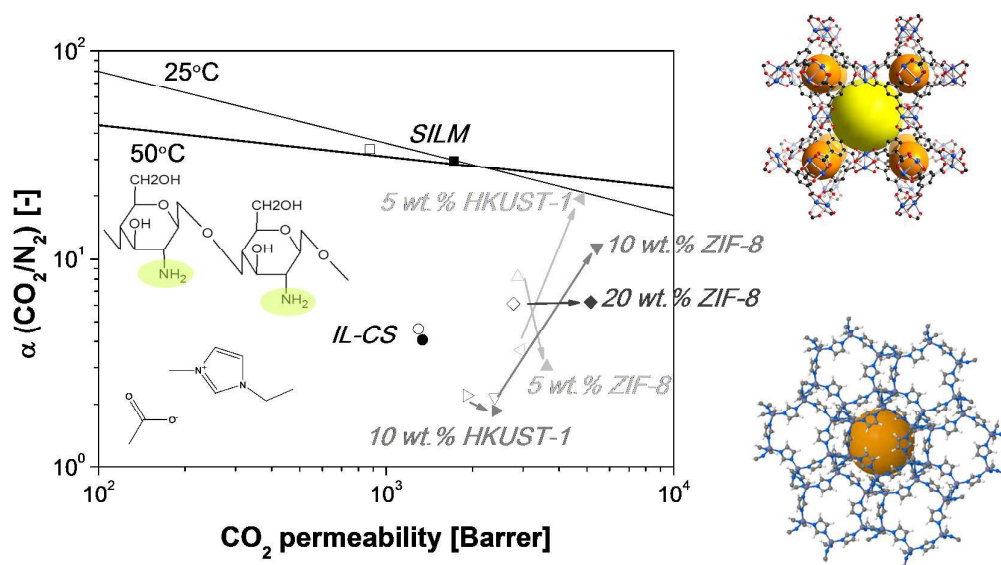 10²
10¹
10⁰
α (CO₂/N₂) [-]
25°C
50°C
SILM
CH2OH
O
OH
NH₂
CH2OH
O
OH
NH₂
O
O
5 wt.% HKUST-1
10 wt.% ZIF-8
20 wt.% ZIF-8
IL-CS
5 wt.% ZIF-8
10 wt.% HKUST-1
N⁺
N
O
O⁻
10² 10³ 10⁴
CO₂ permeability [Barrer]